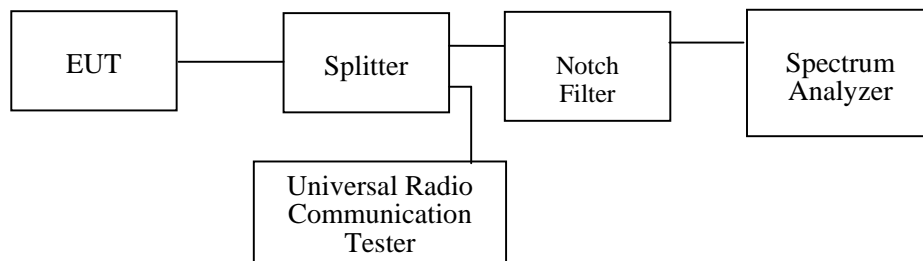 EUT
Splitter
Notch
Filter
Spectrum
Analyzer
Universal Radio
Communication
Tester